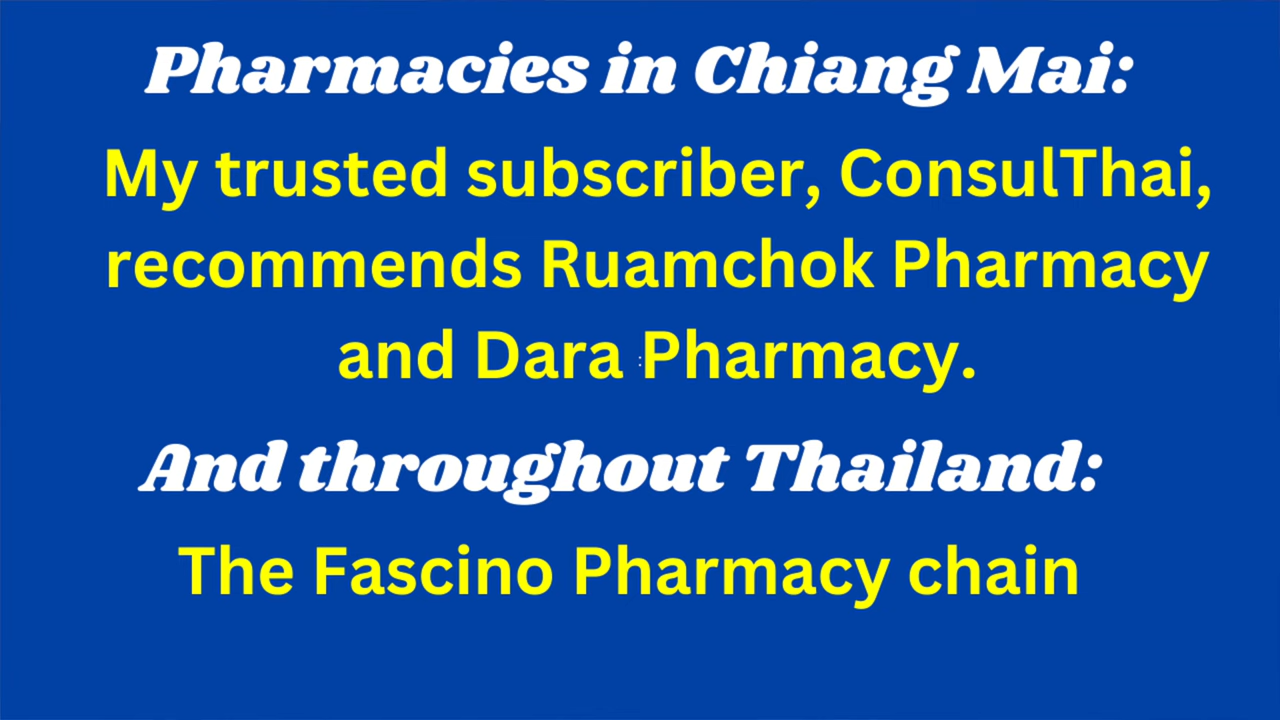 Pharmacies in Chiang Mai:
My trusted subscriber, ConsulThai,
recommends Ruamchok Pharmacy
and Dara Pharmacy.
And throughout Thailand:
The Fascino Pharmacy chain